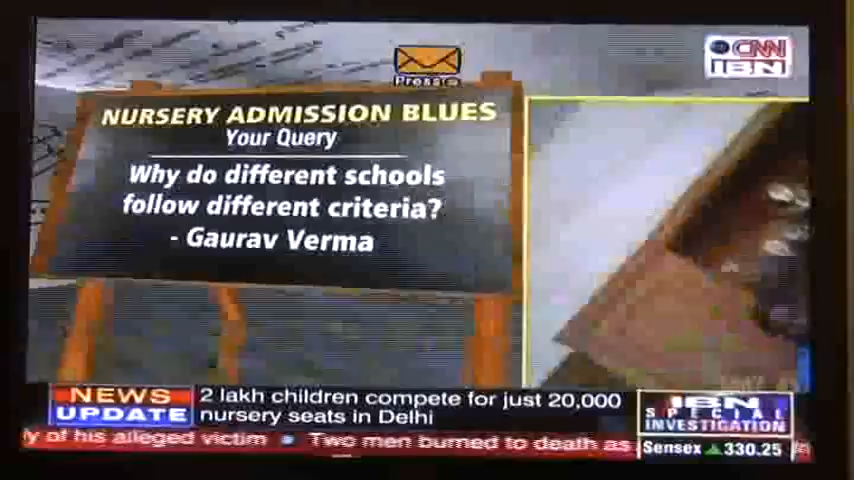 CNN
IBN
Press
NURSERY ADMISSION BLUES
Your Query
Why do different schools
follow different criteria?
- Gaurav Verma
NEWS
UPDATE
2 lakh children compete for just 20,000
nursery seats in Delhi
IBN
SPECIAL
INVESTIGATION
of his alleged victim • Two men burned to death as
Sensex ▲ 330.25